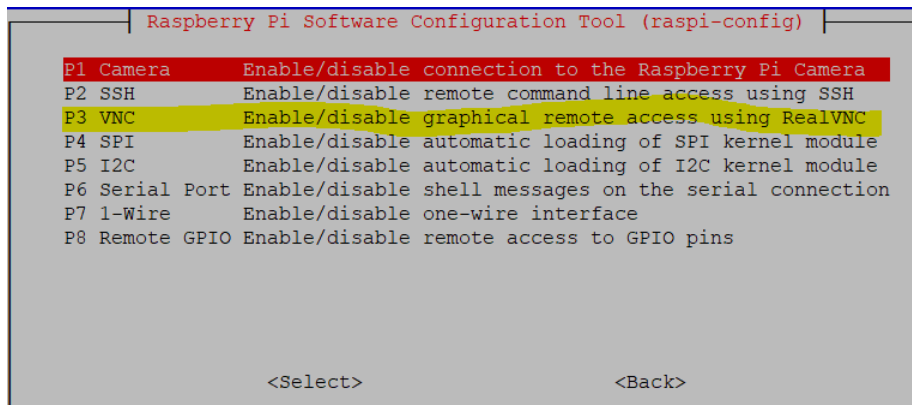 Raspberry Pi Software Configuration Tool (raspi-config)
P1 Camera Enable/disable connection to the Raspberry Pi Camera
P2 SSH Enable/disable remote command line access using SSH
P3 VNC Enable/disable graphical remote access using RealVNC
P4 SPI Enable/disable automatic loading of SPI kernel module
P5 I2C Enable/disable automatic loading of I2C kernel module
P6 Serial Port Enable/disable shell messages on the serial connection
P7 1-Wire Enable/disable one-wire interface
P8 Remote GPIO Enable/disable remote access to GPIO pins
<Select> <Back>